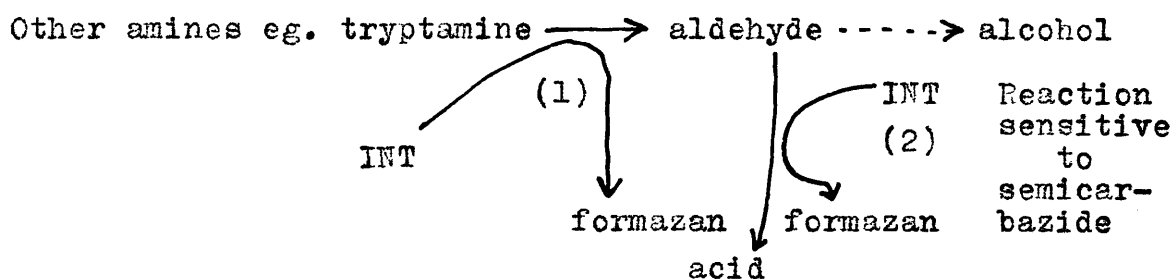 Other amines eg. tryptamine aldehyde alcohol
(1) INT Reaction
(2) sensitive
INT to
semicar-
formazan formazan bazide
acid